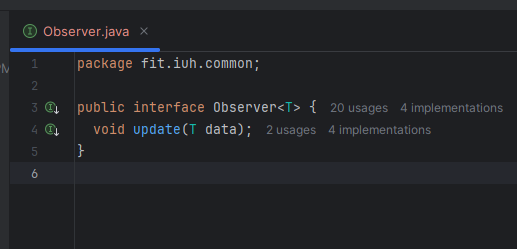 Observer.java
1 package fit.iuh.common;
2
3 public interface Observer<T> { 20 usages 4 implementations
4 void update(T data); 2 usages 4 implementations
5 }
6